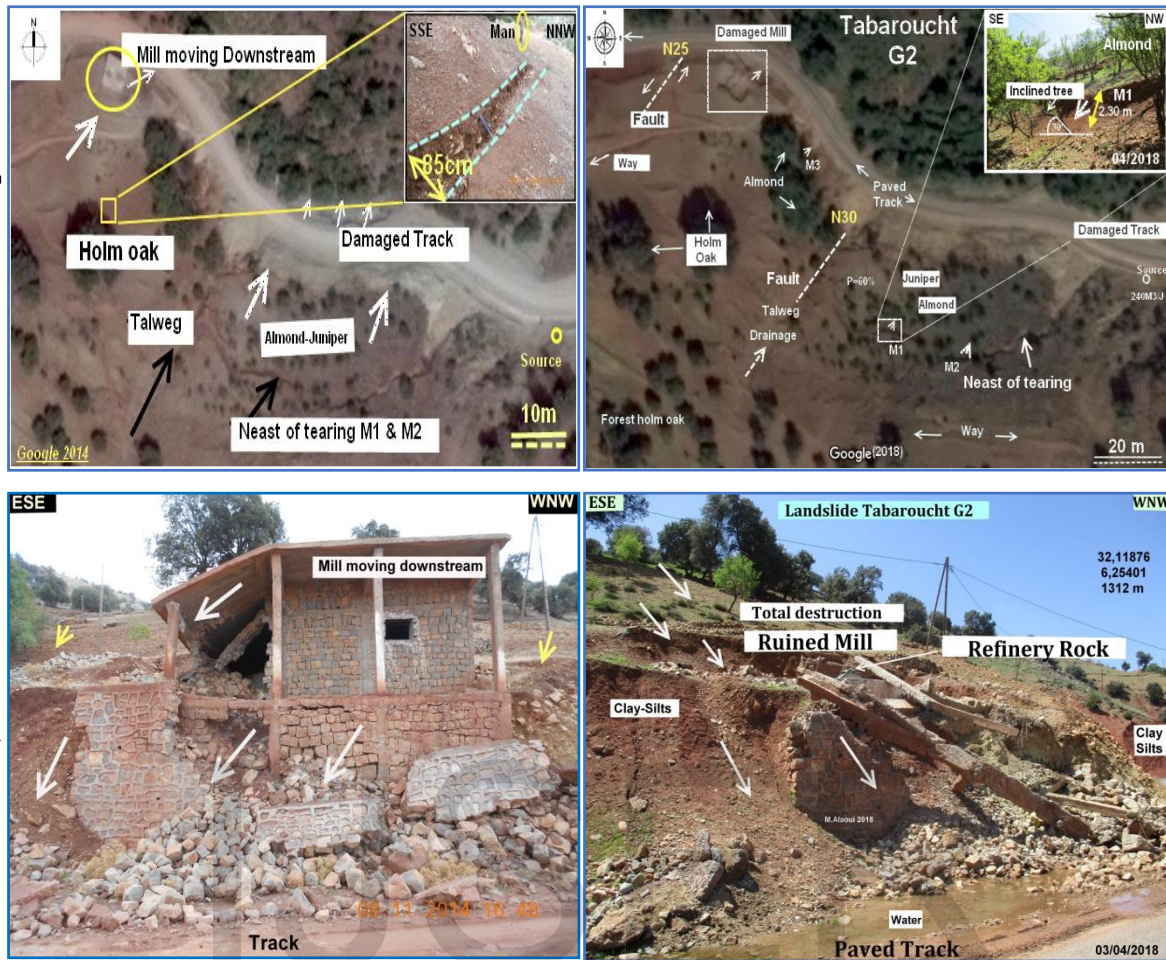 N
Mill moving Downstream
SSE
Man
NNW
85cm
Damaged Track
Holm oak
Talweg
Almond-Juniper
Source
Neast of tearing M1 & M2
10m
Google 2014
N
Damaged Mill
Tabaroucht
G2
SE
NW
Almond
Inclined tree
M1
2.30 m
30°
04/2018
N25
Fault
Way
M3
Almond
Paved
Track
N30
Damaged Track
Holm
Oak
Source
Juniper
P=60%
240M3/J
Fault
Almond
Talweg
Drainage
M1
M2
Neast of tearing
Forest holm oak
Way
Google(2018)
20 m
ESE
WNW
Mill moving downstream
09 11 2014 16 48
Track
ESE
Landslide Tabaroucht G2
WNW
32,11876
6,25401
1312 m
Total destruction
Ruined Mill
Refinery Rock
Clay-Silts
Clay
Silts
M.Alaoui 2018
Water
Paved Track
03/04/2018